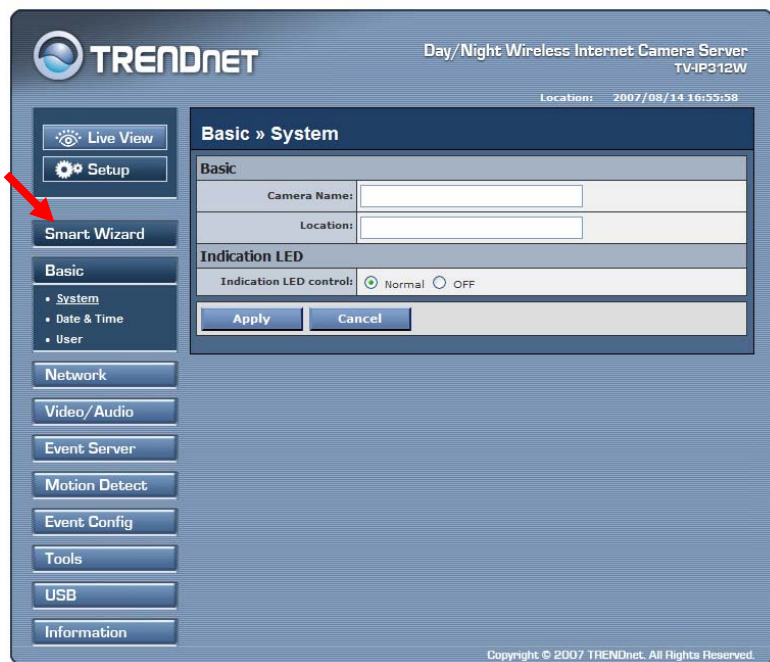 TRENDNET
Day/Night Wireless Internet Camera Server
TV-IP312W
Location: 2007/08/14 16:55:58
Live View
Setup
Smart Wizard
Basic
• System
• Date & Time
• User
Network
Video/Audio
Event Server
Motion Detect
Event Config
Tools
USB
Information
Basic » System
Basic
Camera Name:
Location:
Indication LED
Indication LED control: Normal OFF
Apply Cancel
Copyright © 2007 TRENDnet. All Rights Reserved.